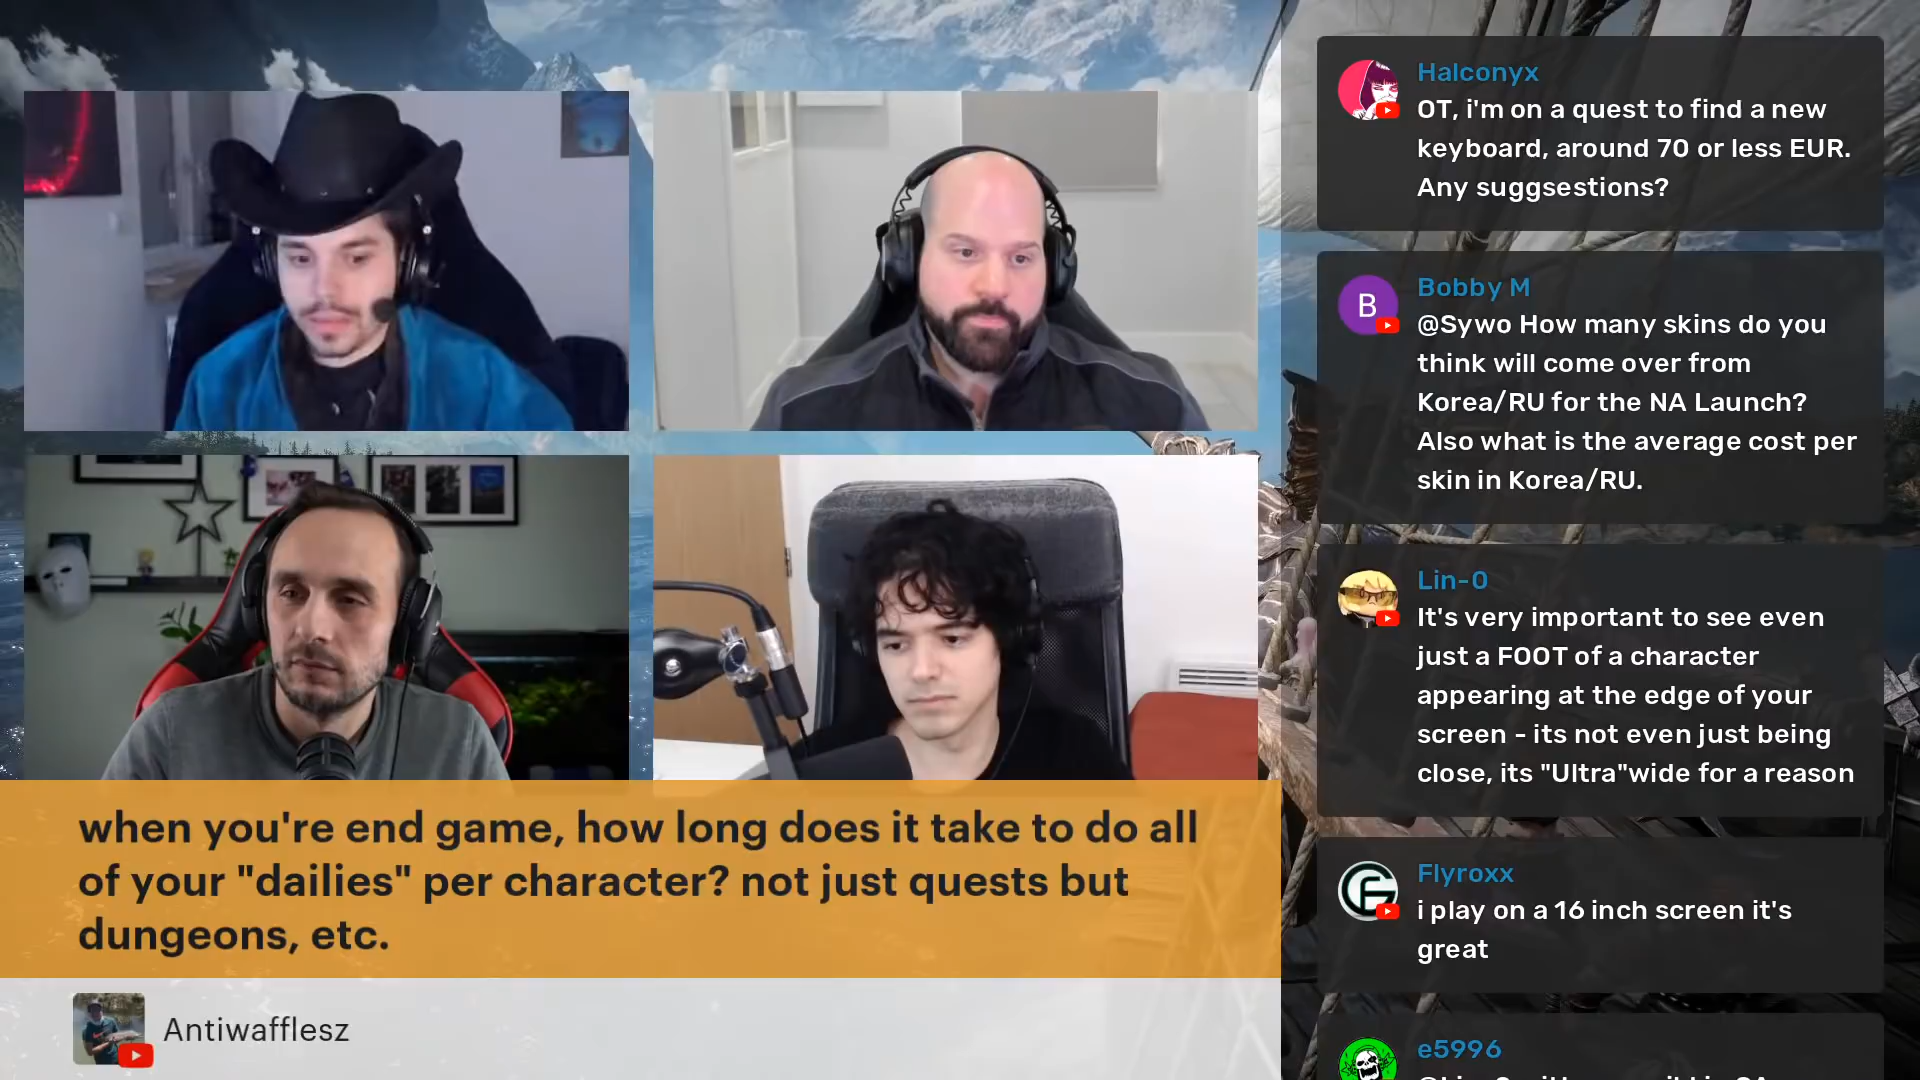 when you're end game, how long does it take to do all
of your "dailies" per character? not just quests but
dungeons, etc.
Antiwafflesz
Halconyx
OT, i'm on a quest to find a new
keyboard, around 70 or less EUR.
Any suggsestions?
B
Bobby M
@Sywo How many skins do you
think will come over from
Korea/RU for the NA Launch?
Also what is the average cost per
skin in Korea/RU.
Lin-0
It's very important to see even
just a FOOT of a character
appearing at the edge of your
screen - its not even just being
close, its "Ultra"wide for a reason
Flyroxx
i play on a 16 inch screen it's
great
e5996